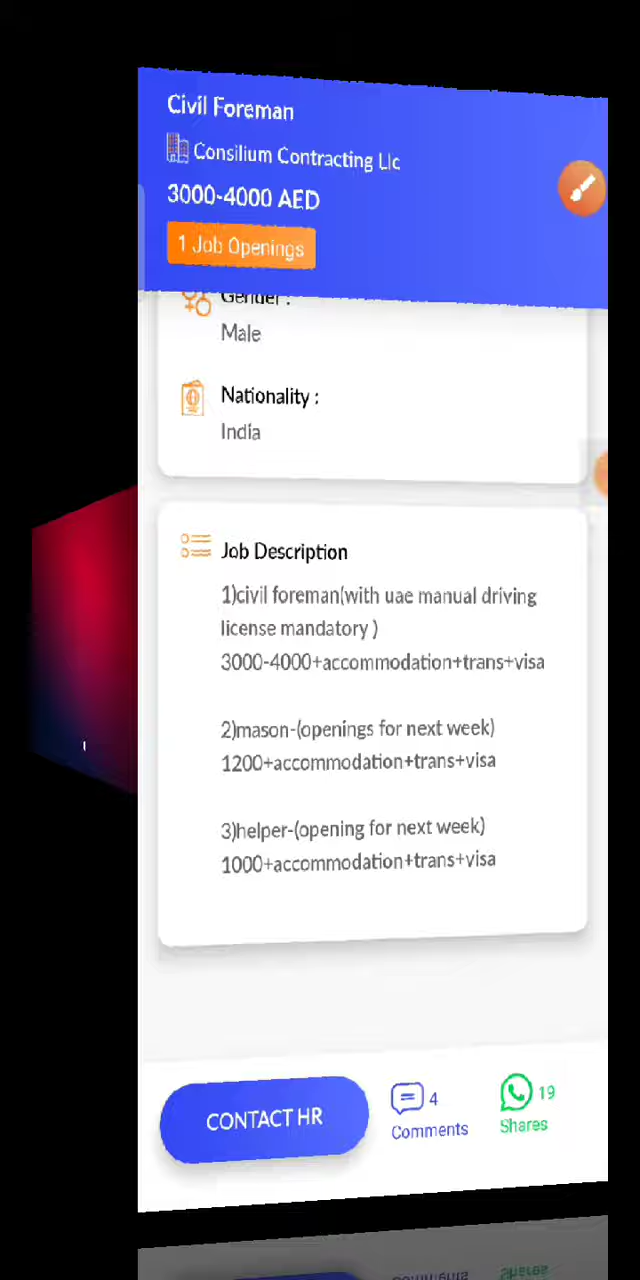 Civil Foreman
Consilium Contracting Llc
3000-4000 AED
1 Job Openings
Gender :
Male
Nationality :
India
Job Description
1)civil foreman(with uae manual driving
license mandatory )
3000-4000+accommodation+trans+visa
2)mason-(openings for next week)
1200+accommodation+trans+visa
3)helper-(opening for next week)
1000+accommodation+trans+visa
CONTACT HR
4
Comments
19
Shares